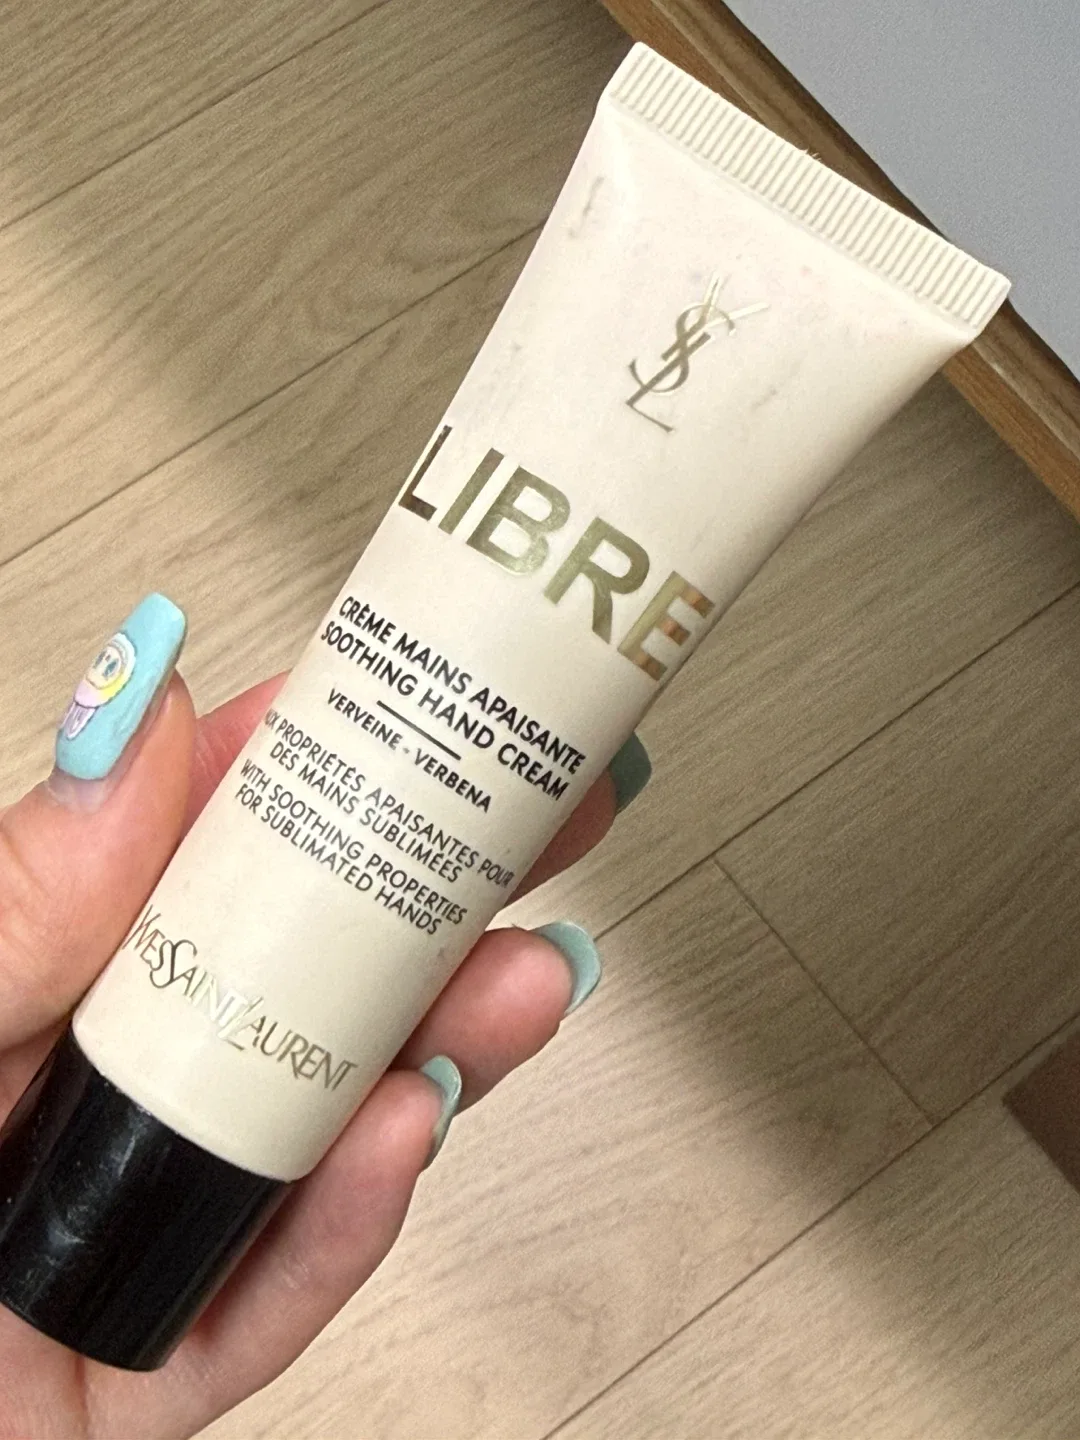 YSL
LIBRE
CRÈME MAINS APAISANTE
SOOTHING HAND CREAM
VERVEINE - VERBENA
UX PROPRIÉTÉS APAISANTES POUR
DES MAINS SUBLIMÉES
WITH SOOTHING PROPERTIES
FOR SUBLIMATED HANDS
YVESSAINTLAURENT